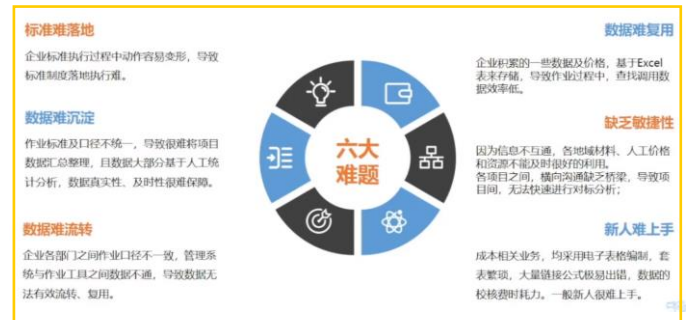 标准难落地
企业标准执行过程中动作容易变形，导致
标准制度落地执行难。
数据难沉淀
作业标准及口径不统一，导致很难将项目
数据汇总整理，且数据大部分基于人工统
计分析，数据真实性、及时性很难保障。
数据难流转
企业各部门之间作业口径不一致，管理系
统与作业工具之间数据不通，导致数据无
法有效流转、复用。
六大
难题
数据难复用
企业积累的一些数据及价格，基于Excel
表来存储，导致作业过程中，查找调用数
据效率低。
缺乏敏捷性
因为信息不互通，各地域材料、人工价格
和资源不能及时很好的利用。
各项目之间，横向沟通缺乏桥梁，导致项
目间，无法快速进行对标分析；
新人难上手
成本相关业务，均采用电子表格编制，套
表繁琐，大量链接公式极易出错，数据的
校核费时耗力。一般新人很难上手。